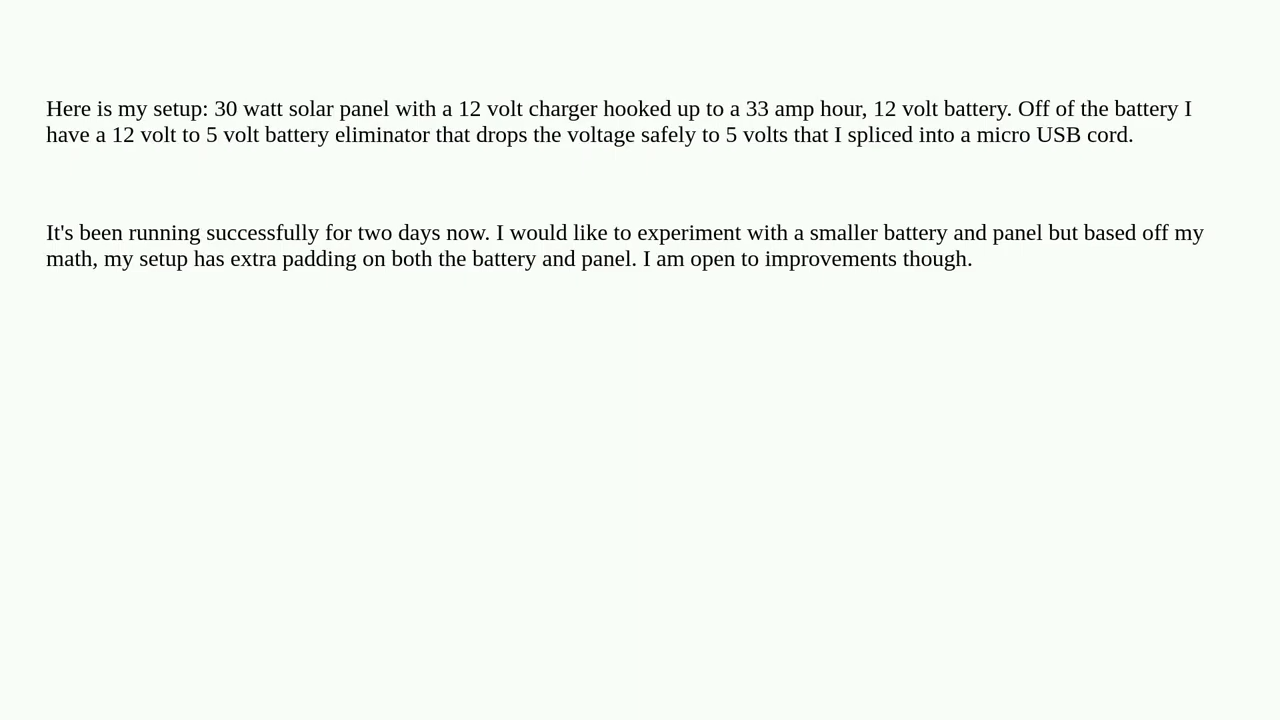 Here is my setup: 30 watt solar panel with a 12 volt charger hooked up to a 33 amp hour, 12 volt battery. Off of the battery I
have a 12 volt to 5 volt battery eliminator that drops the voltage safely to 5 volts that I spliced into a micro USB cord.
It's been running successfully for two days now. I would like to experiment with a smaller battery and panel but based off my
math, my setup has extra padding on both the battery and panel. I am open to improvements though.